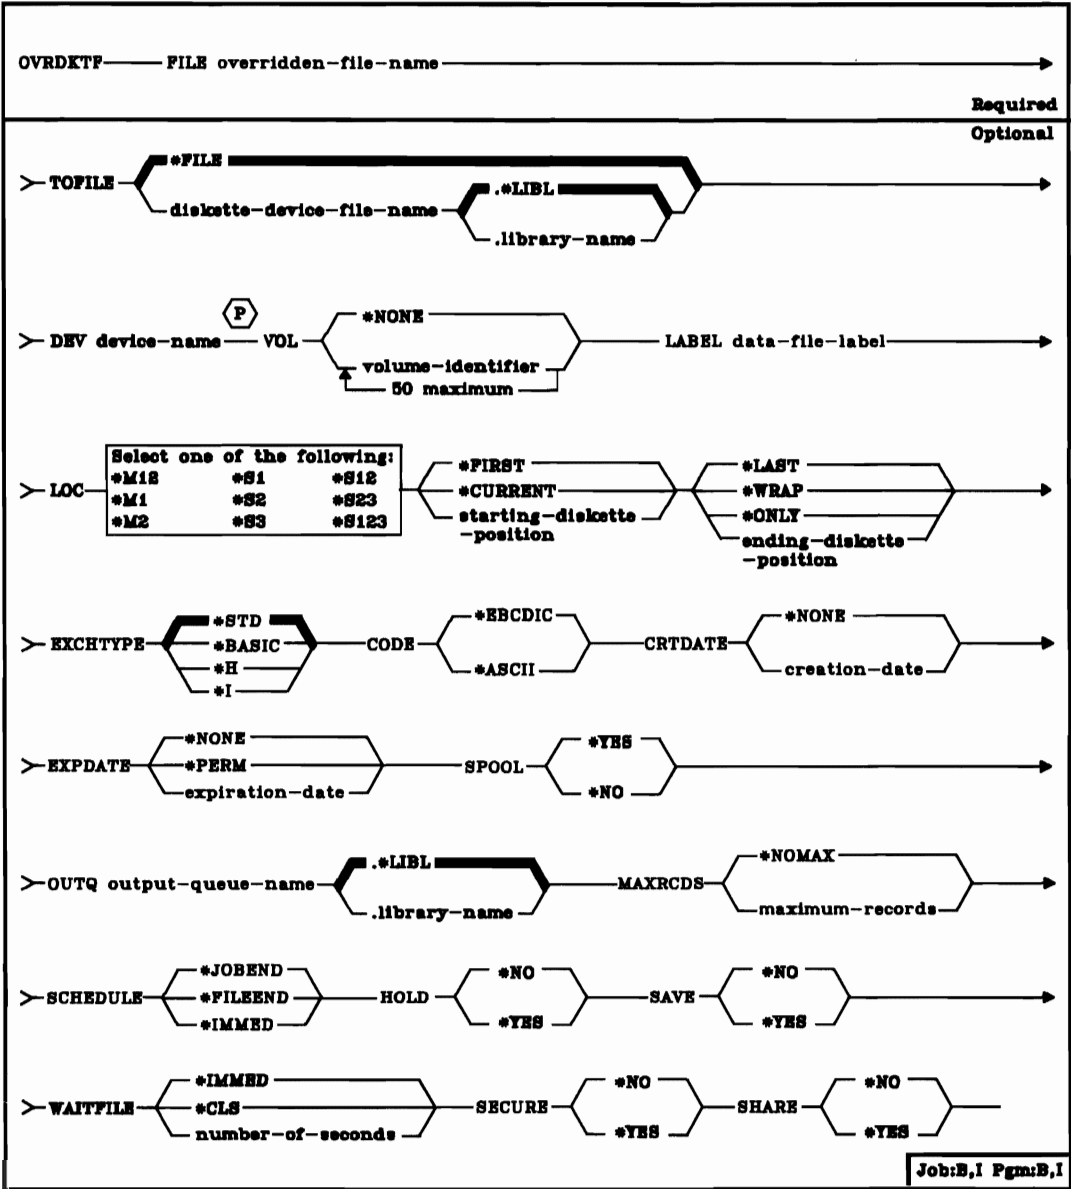 OVRDKTF FILE overridden-file-name
Required
Optional
*FILE
.*LIBL
TOFILE
diskette-device-file-name
.library-name
P
*NONE
DEV device-name VOL LABEL data-file-label
volume-identifier
50 maximum
Select one of the following:
*M12 *S1 *S12
*M1 *S2 *S23
*M2 *S3 *S123
LOC
*FIRST
*CURRENT
starting-diskette
-position
*LAST
*WRAP
*ONLY
ending-diskette
-position
EXCHTYPE
*STD
*BASIC
*H
*I
CODE
*EBCDIC
*ASCII
CRTDATE
*NONE
creation-date
EXPDATE
*NONE
*PERM
expiration-date
SPOOL
*YES
*NO
OUTQ output-queue-name
.*LIBL
.library-name
MAXRCDS
*NOMAX
maximum-records
SCHEDULE
*JOBEND
*FILEEND
*IMMED
HOLD
*NO
*YES
SAVE
*NO
*YES
WAITFILE
*IMMED
*CLS
number-of-seconds
SECURE
*NO
*YES
SHARE
*NO
*YES
Job:B,I Pgm:B,I